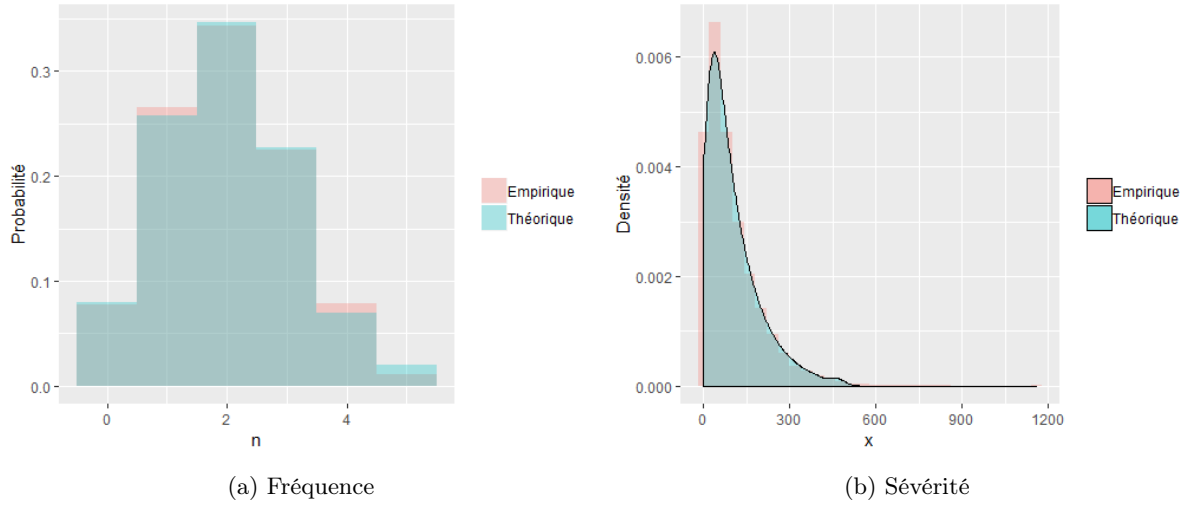 Probabilité
0.3
0.2
0.1
0.0
0 2 4
n
Empirique
Théorique
(a) Fréquence
Densité
0.006
0.004
0.002
0.000
0 300 600 900 1200
x
Empirique
Théorique
(b) Sévérité